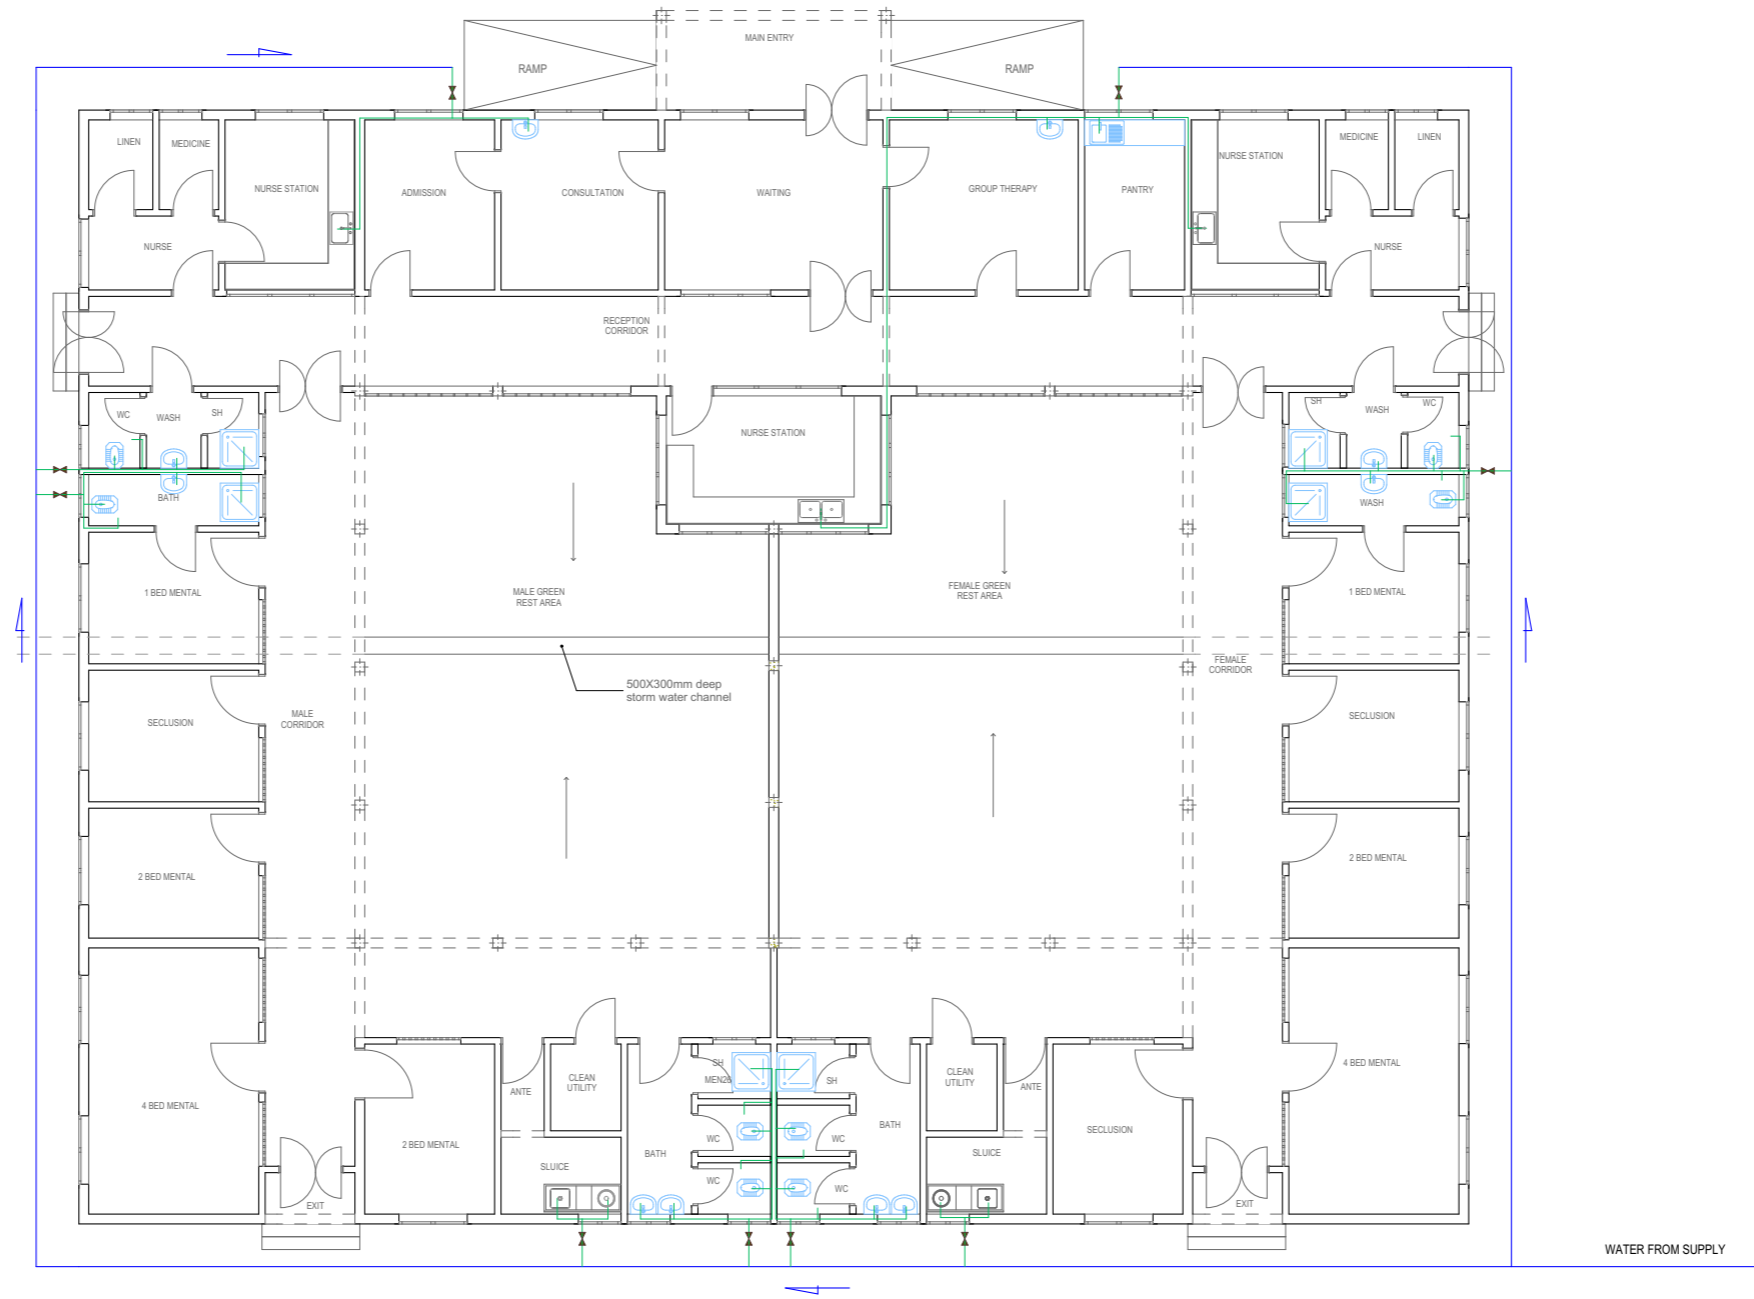 MAIN ENTRY
RAMP
RAMP
LINEN
MEDICINE
NURSE STATION
ADMISSION
CONSULTATION
WAITING
GROUP THERAPY
PANTRY
NURSE STATION
MEDICINE
LINEN
NURSE
NURSE
RECEPTION
CORRIDOR
WC
WASH
SH
NURSE STATION
SH
WASH
WC
BATH
WASH
1 BED MENTAL
MALE GREEN
REST AREA
FEMALE GREEN
REST AREA
1 BED MENTAL
500X300mm deep
storm water channel
FEMALE
CORRIDOR
SECLUSION
MALE
CORRIDOR
SECLUSION
2 BED MENTAL
2 BED MENTAL
4 BED MENTAL
2 BED MENTAL
ANTE
CLEAN
UTILITY
SH
MEN26
SH
CLEAN
UTILITY
ANTE
4 BED MENTAL
SLUICE
BATH
WC
WC
WC
WC
BATH
SLUICE
SECLUSION
EXIT
EXIT
WATER FROM SUPPLY